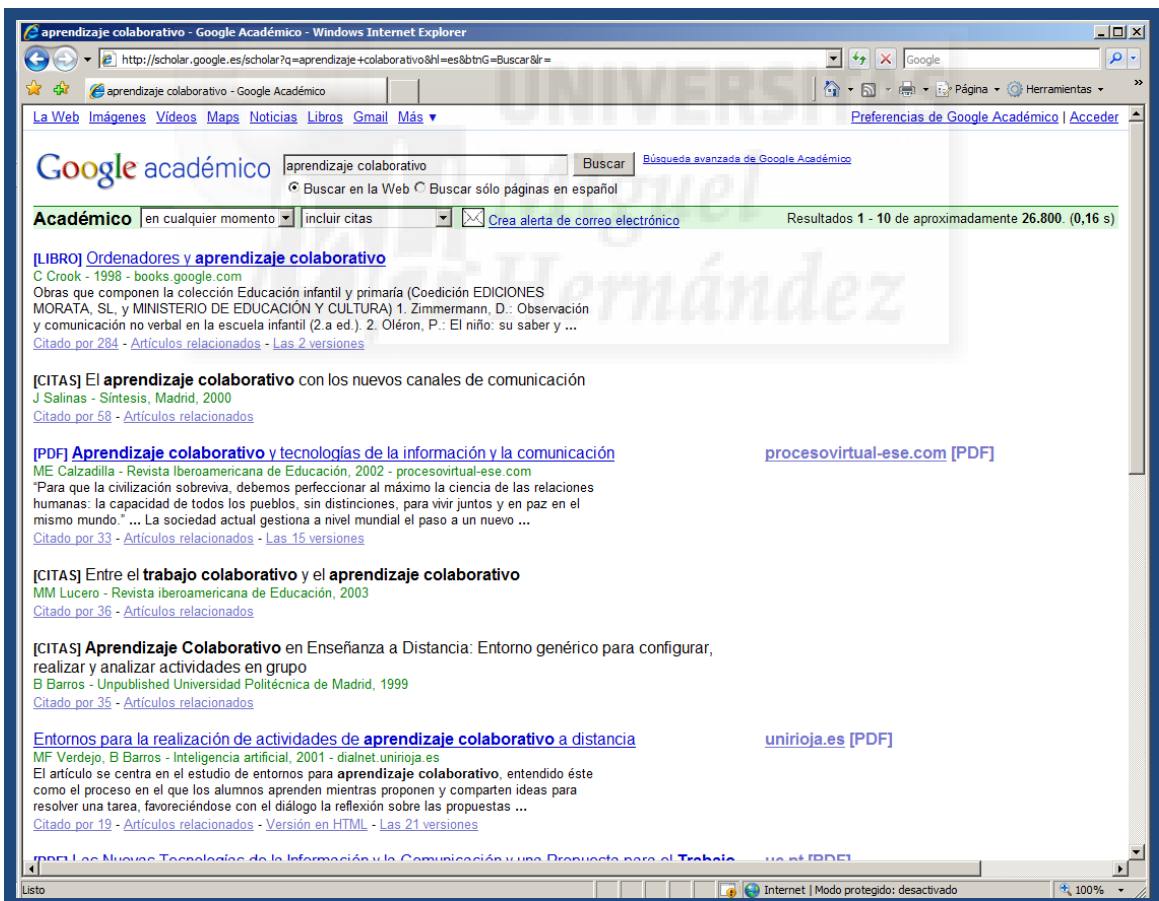 aprendizaje colaborativo - Google Académico - Windows Internet Explorer
http://scholar.google.es/scholar?q=aprendizaje+colaborativo&hl=es&btnG=Buscar&lr=
Google
aprendizaje colaborativo - Google Académico
Página
Herramientas
»
La Web Imágenes Vídeos Maps Noticias Libros Gmail Más ▼
Preferencias de Google Académico | Acceder
UNIVERSITAS
Miguel
Hernández
Google académico
aprendizaje colaborativo
Buscar
Búsqueda avanzada de Google Académico
Buscar en la Web Buscar sólo páginas en español
Académico en cualquier momento incluir citas Crea alerta de correo electrónico Resultados 1 - 10 de aproximadamente 26.800. (0,16 s)
[LIBRO] Ordenadores y aprendizaje colaborativo
C Crook - 1998 - books.google.com
Obras que componen la colección Educación infantil y primaría (Coedición EDICIONES
MORATA, SL, y MINISTERIO DE EDUCACIÓN Y CULTURA) 1. Zimmermann, D.: Observación
y comunicación no verbal en la escuela infantil (2.a ed.). 2. Oléron, P.: El niño: su saber y ...
Citado por 284 - Artículos relacionados - Las 2 versiones
[CITAS] El aprendizaje colaborativo con los nuevos canales de comunicación
J Salinas - Síntesis, Madrid, 2000
Citado por 58 - Artículos relacionados
[PDF] Aprendizaje colaborativo y tecnologías de la información y la comunicación
procesovirtual-ese.com [PDF]
ME Calzadilla - Revista Iberoamericana de Educación, 2002 - procesovirtual-ese.com
“Para que la civilización sobreviva, debemos perfeccionar al máximo la ciencia de las relaciones
humanas: la capacidad de todos los pueblos, sin distinciones, para vivir juntos y en paz en el
mismo mundo.” ... La sociedad actual gestiona a nivel mundial el paso a un nuevo ...
Citado por 33 - Artículos relacionados - Las 15 versiones
[CITAS] Entre el trabajo colaborativo y el aprendizaje colaborativo
MM Lucero - Revista iberoamericana de Educación, 2003
Citado por 36 - Artículos relacionados
[CITAS] Aprendizaje Colaborativo en Enseñanza a Distancia: Entorno genérico para configurar,
realizar y analizar actividades en grupo
B Barros - Unpublished Universidad Politécnica de Madrid, 1999
Citado por 35 - Artículos relacionados
Entornos para la realización de actividades de aprendizaje colaborativo a distancia
unirioja.es [PDF]
MF Verdejo, B Barros - Inteligencia artificial, 2001 - dialnet.unirioja.es
El artículo se centra en el estudio de entornos para aprendizaje colaborativo, entendido éste
como el proceso en el que los alumnos aprenden mientras proponen y comparten ideas para
resolver una tarea, favoreciéndose con el diálogo la reflexión sobre las propuestas ...
Citado por 19 - Artículos relacionados - Versión en HTML - Las 21 versiones
[PDF] Las Nuevas Tecnologías de la Información y la Comunicación y una Propuesta para el Trabajo
[PDF]
Listo
Internet | Modo protegido: desactivado
100%